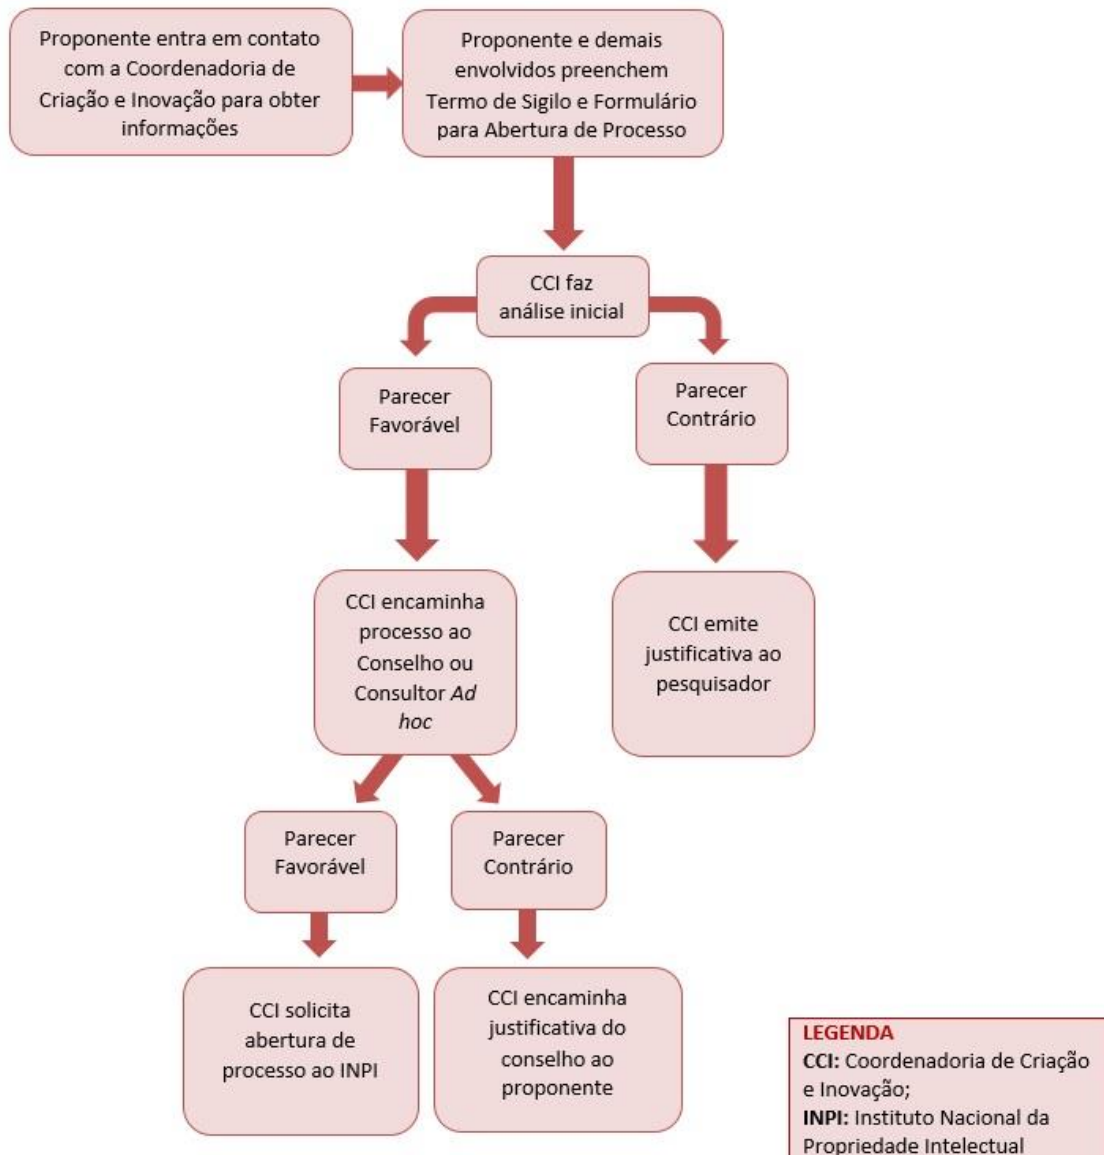 Proponente entra em contato
com a Coordenadoria de
Criação e Inovação para obter
informações
Proponente e demais
envolvidos preenchem
Termo de Sigilo e Formulário
para Abertura de Processo
CCI faz
análise inicial
Parecer
Favorável
Parecer
Contrário
CCI encaminha
processo ao
Conselho ou
Consultor Ad
hoc
CCI emite
justificativa ao
pesquisador
Parecer
Favorável
Parecer
Contrário
CCI solicita
abertura de
processo ao INPI
CCI encaminha
justificativa do
conselho ao
proponente
LEGENDA
CCI: Coordenadoria de Criação
e Inovação;
INPI: Instituto Nacional da
Propriedade Intelectual